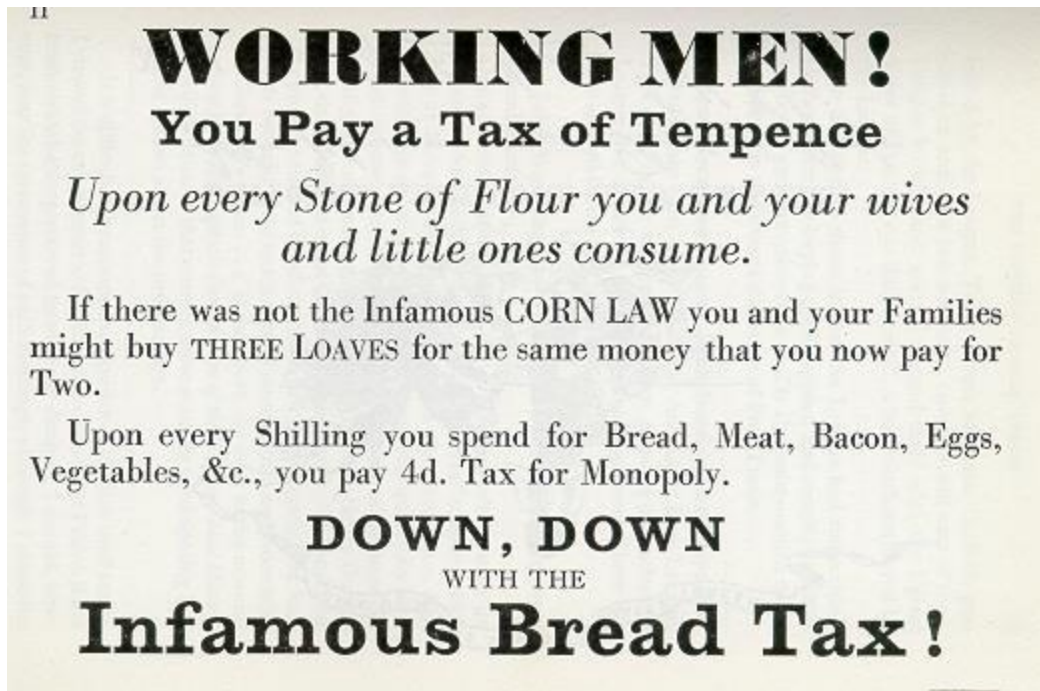 WORKING MEN!
You Pay a Tax of Tenpence
Upon every Stone of Flour you and your wives
and little ones consume.
If there was not the Infamous CORN LAW you and your Families
might buy THREE LOAVES for the same money that you now pay for
Two.
Upon every Shilling you spend for Bread, Meat, Bacon, Eggs,
Vegetables, &c., you pay 4d. Tax for Monopoly.
DOWN, DOWN
WITH THE
Infamous Bread Tax!